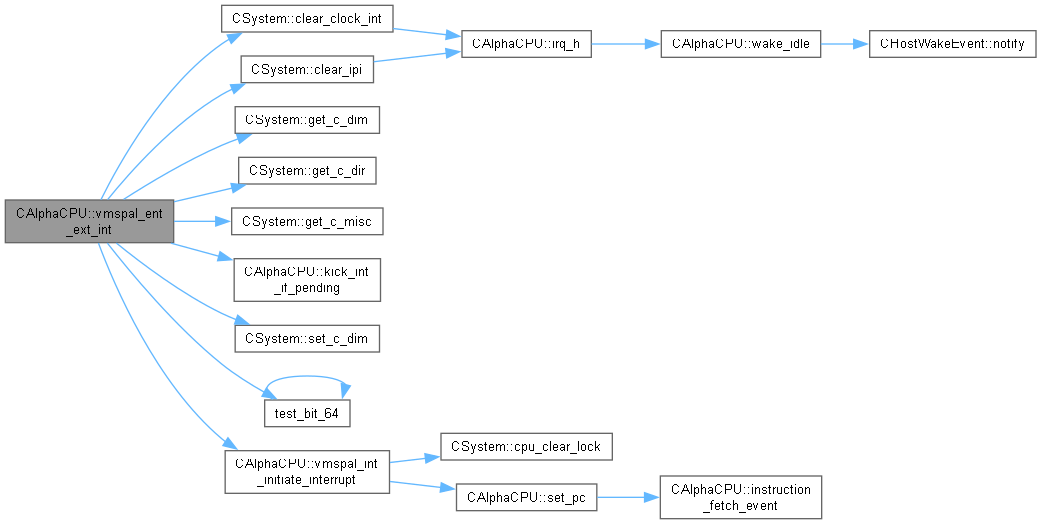 CSystem::clear_clock_int
CAlphaCPU::irq_h
CAlphaCPU::wake_idle
CHostWakeEvent::notify
CSystem::clear_ipi
CSystem::get_c_dim
CSystem::get_c_dir
CAlphaCPU::vmspal_ent
_ext_int
CSystem::get_c_misc
CAlphaCPU::kick_int
_if_pending
CSystem::set_c_dim
test_bit_64
CAlphaCPU::vmspal_int
_initiate_interrupt
CSystem::cpu_clear_lock
CAlphaCPU::set_pc
CAlphaCPU::instruction
_fetch_event